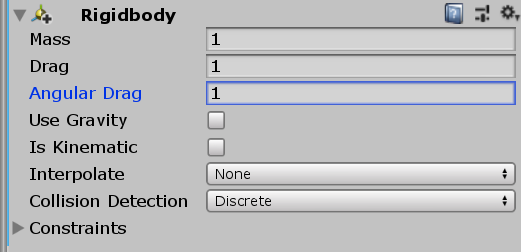 Rigidbody
Mass 1
Drag 1
Angular Drag 1
Use Gravity
Is Kinematic
Interpolate None
Collision Detection Discrete
Constraints